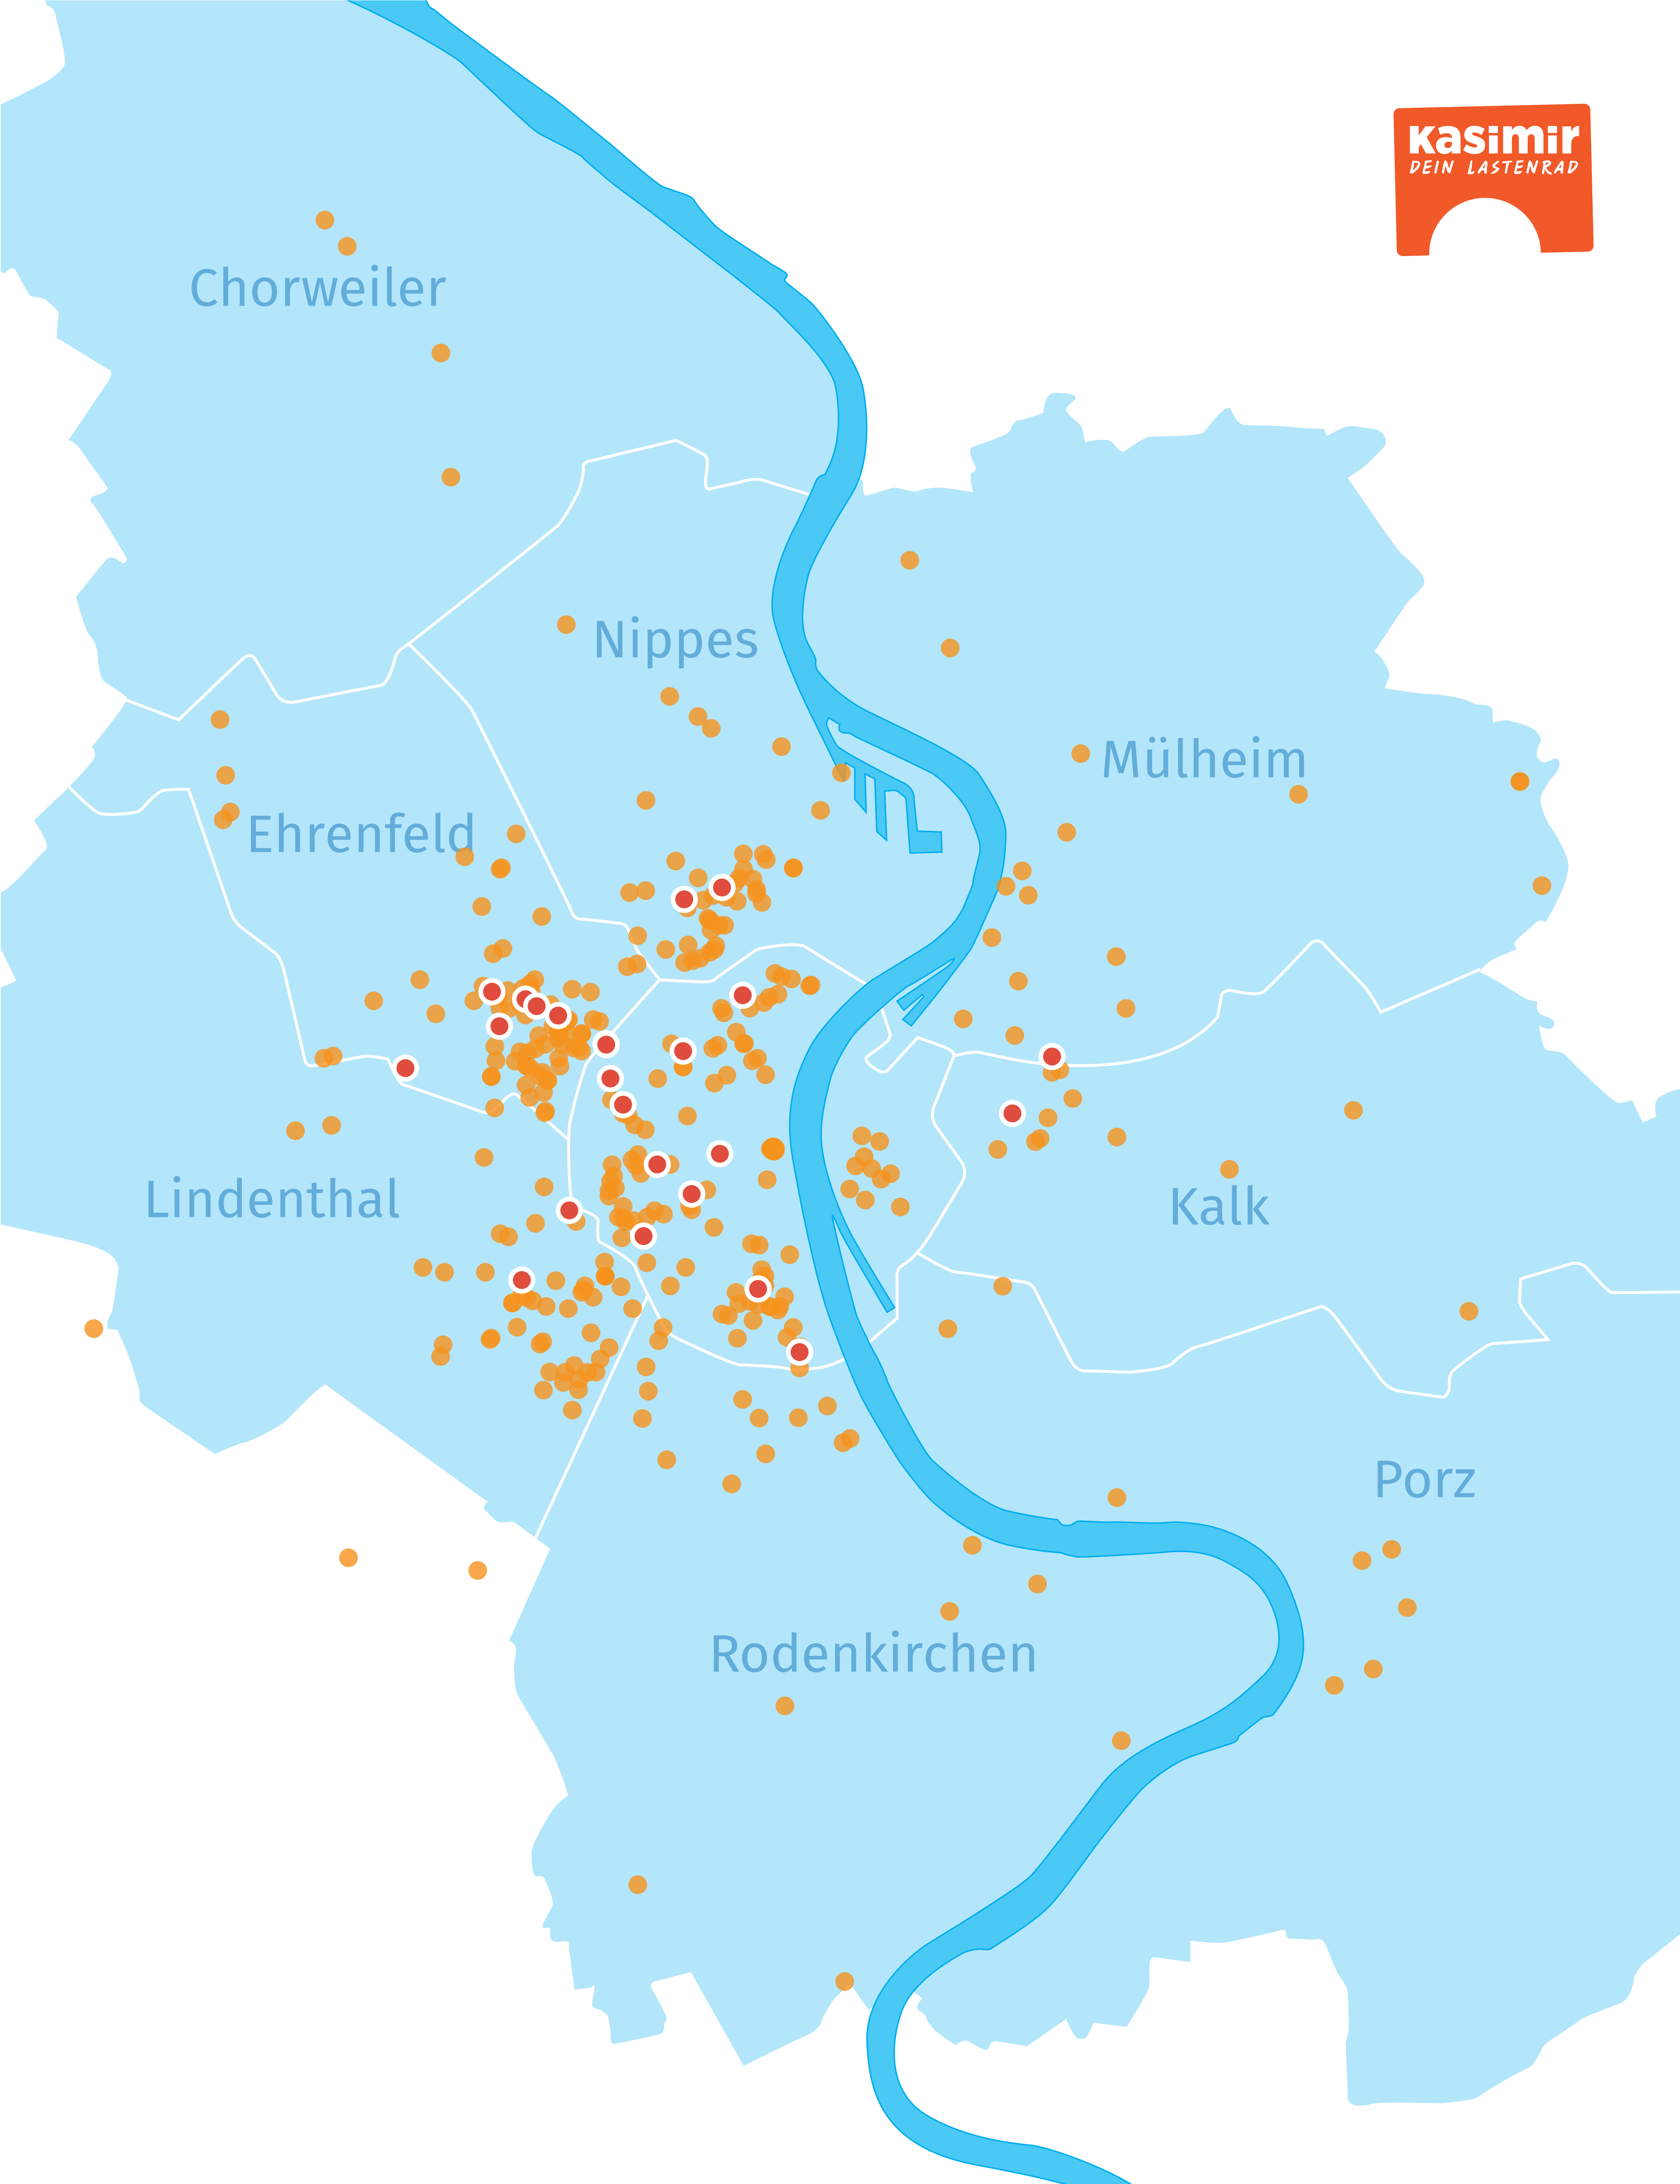 kasimir
DEIN LASTENRAD
Chorweiler
Nippes
Mülheim
Ehrenfeld
Lindenthal
Kalk
Porz
Rodenkirchen